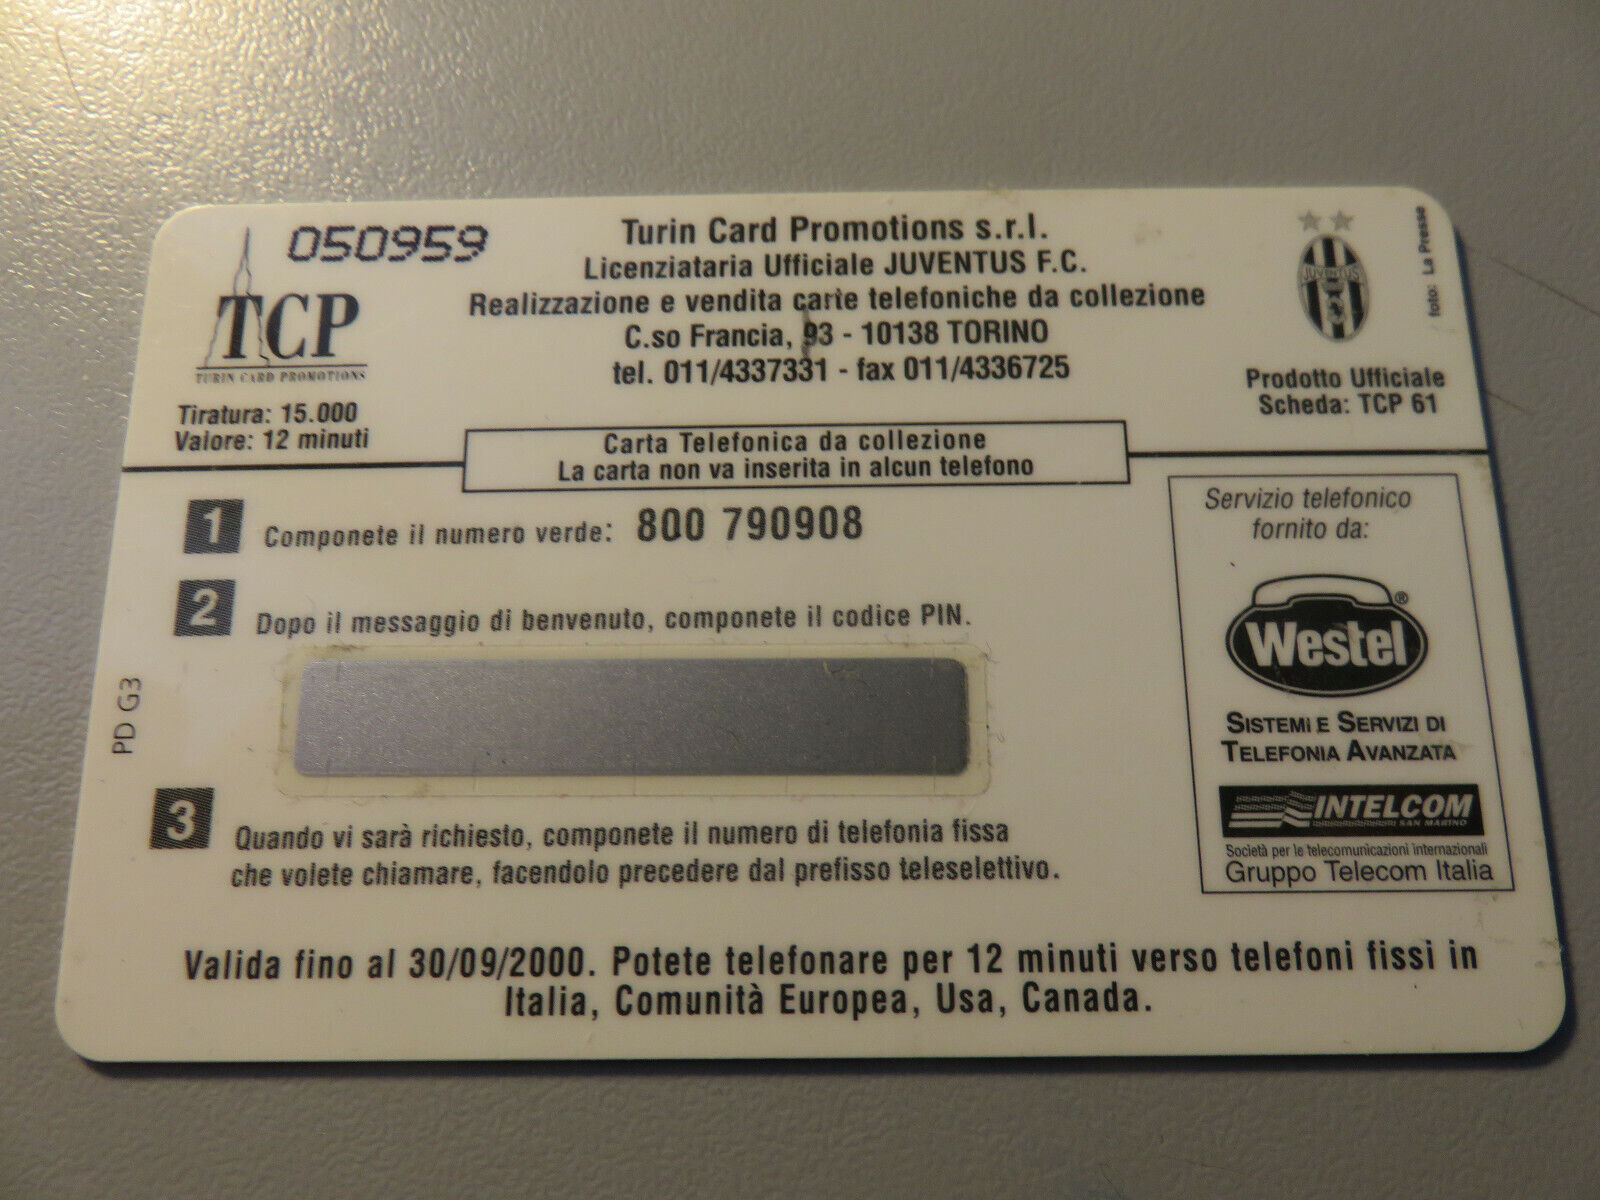 050959
TCP
TURIN CARD PROMOTIONS
Tiratura: 15.000
Valore: 12 minuti
Turin Card Promotions s.r.l.
Licenziataria Ufficiale JUVENTUS F.C.
Realizzazione e vendita carte telefoniche da collezione
C.so Francia, 93 - 10138 TORINO
tel. 011/4337331 - fax 011/4336725
JUVENTUS
foto: La Presse
Prodotto Ufficiale
Scheda: TCP 61
Carta Telefonica da collezione
La carta non va inserita in alcun telefono
1 Componete il numero verde: 800 790908
2 Dopo il messaggio di benvenuto, componete il codice PIN.
PD G3
3 Quando vi sarà richiesto, componete il numero di telefonia fissa
che volete chiamare, facendolo precedere dal prefisso teleselettivo.
Servizio telefonico
fornito da:
Westel®
SISTEMI E SERVIZI DI
TELEFONIA AVANZATA
INTELCOM
SAN MARINO
Società per le telecomunicazioni internazionali
Gruppo Telecom Italia
Valida fino al 30/09/2000. Potete telefonare per 12 minuti verso telefoni fissi in
Italia, Comunità Europea, Usa, Canada.